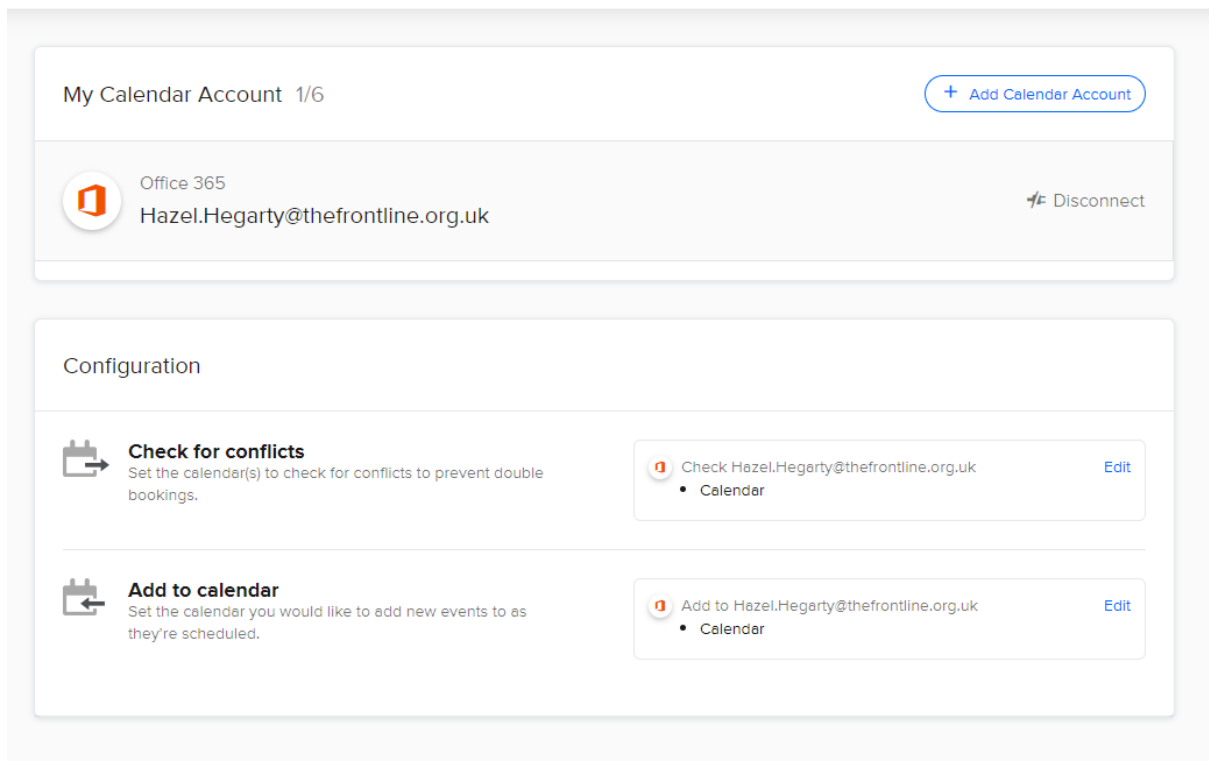 My Calendar Account 1/6
+ Add Calendar Account
Office 365
Hazel.Hegarty@thefrontline.org.uk
Disconnect
Configuration
Check for conflicts
Set the calendar(s) to check for conflicts to prevent double
bookings.
Check Hazel.Hegarty@thefrontline.org.uk
Edit
• Calendar
Add to calendar
Set the calendar you would like to add new events to as
they're scheduled.
Add to Hazel.Hegarty@thefrontline.org.uk
Edit
• Calendar